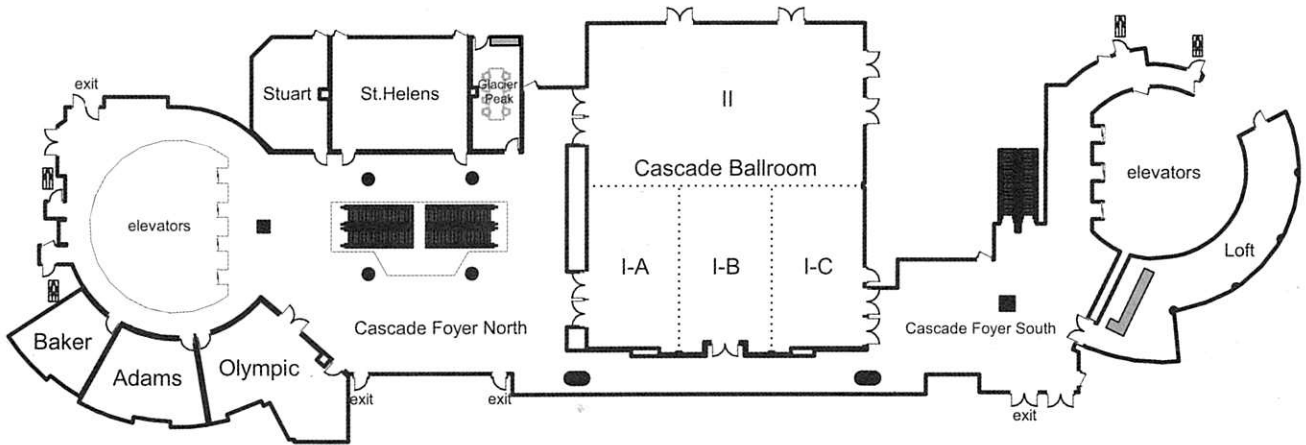 exit
Stuart
St.Helens
Glacier
Peak
II
Cascade Ballroom
elevators
elevators
Loft
I-A
I-B
I-C
Cascade Foyer North
Cascade Foyer South
Baker
Adams
Olympic
exit
exit
exit